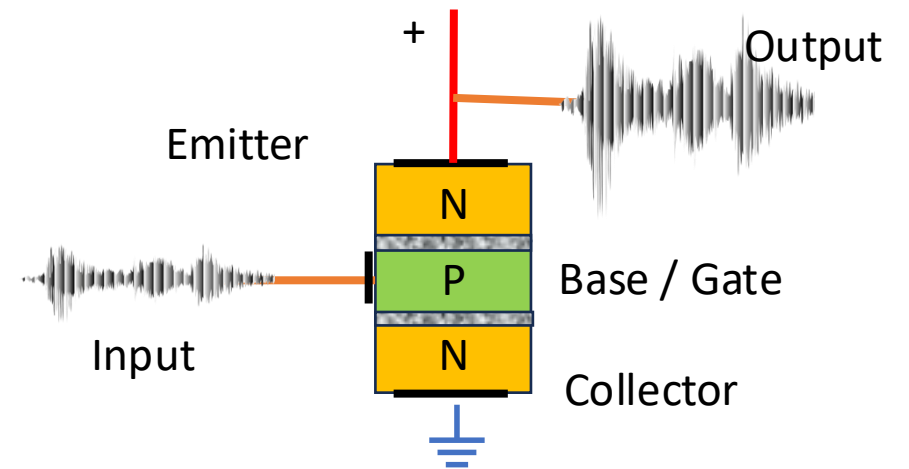 +
Output
Emitter
N
P
Base / Gate
Input
N
Collector